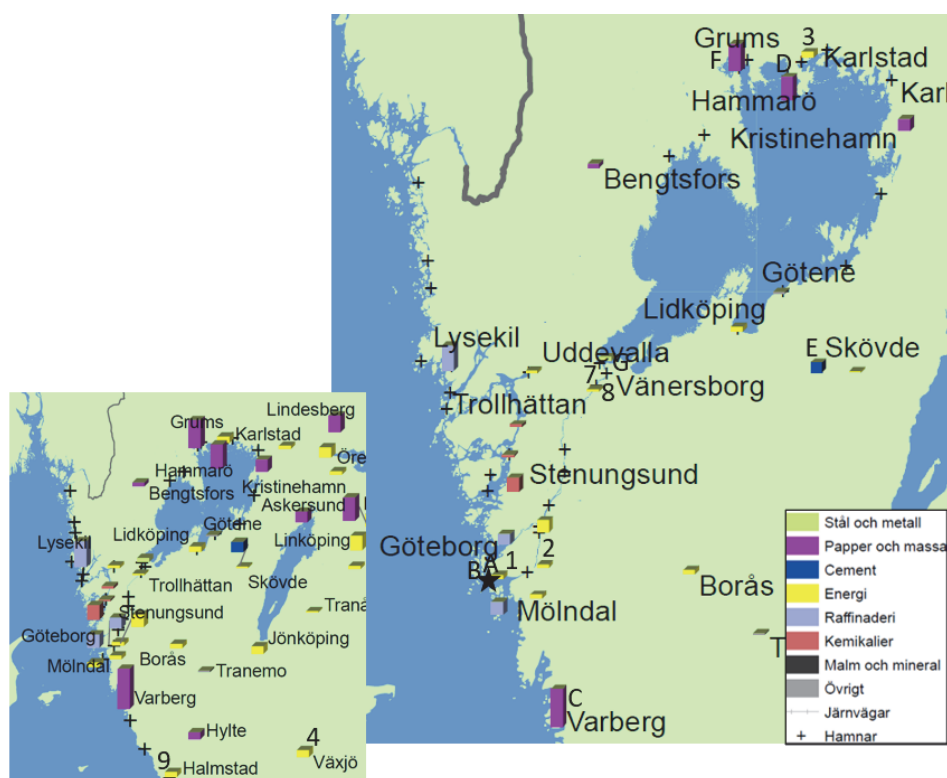 3
Grums
F
D
Karlstad
Karl
Hammarö
Kristinehamn
Bengtsfors
Götene
Lidköping
Lysekil
Uddevalla
E Skövde
G
7
8 Vänersborg
Trollhättan
Stenungsund
Göteborg
A
1
2
B
Borås
Mölndal
T
C
Varberg
Stål och metall
Papper och massa
Cement
Energi
Raffinaderi
Kemikalier
Malm och mineral
Övrigt
Järnvägar
Hamnar
Lindesberg
Grums
Karlstad
Öre
Hammarö
Bengtsfors
Kristinehamn
Askersund
Lidköping
Götene
Linköping
Lysekil
Trollhättan
Skövde
Stenungsund
Tranå
Göteborg
Jönköping
Mölndal
Borås
Tranemo
Varberg
Hylte
4
Växjö
9
Halmstad